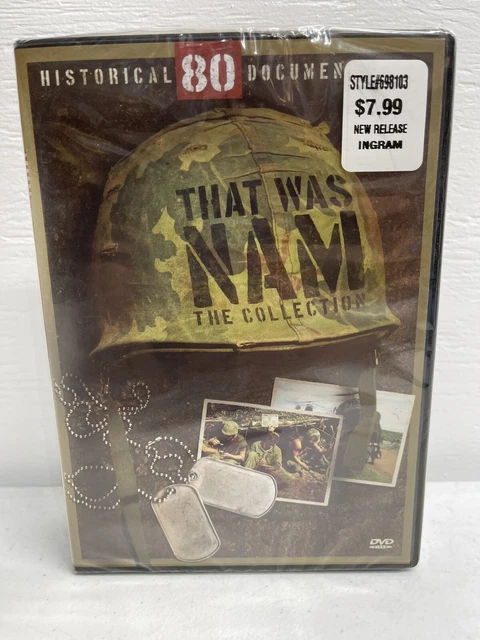 HISTORICAL 80 DOCUMEN
STYLE#698103
$7.99
NEW RELEASE
INGRAM
THAT WAS
NAM
THE COLLECTION
DVD